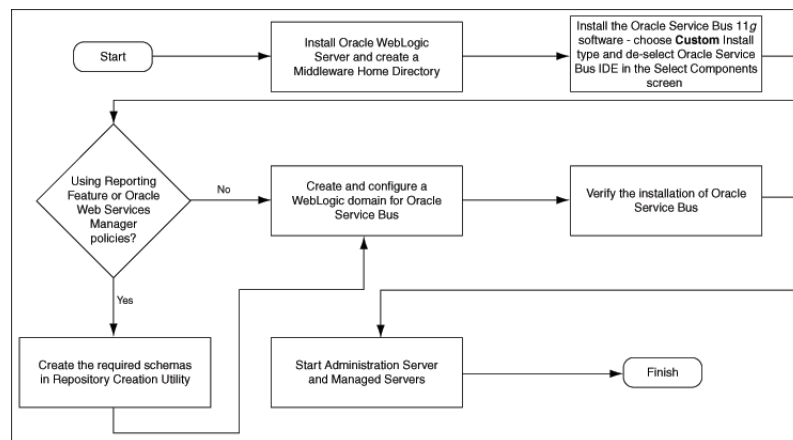 Start
Install Oracle WebLogic
Server and create a
Middleware Home Directory
Install the Oracle Service Bus 11g
software - choose Custom Install
type and de-select Oracle Service
Bus IDE in the Select Components
screen
Using Reporting
Feature or Oracle
Web Services
Manager
policies?
No
Create and configure a
WebLogic domain for Oracle
Service Bus
Verify the installation of Oracle
Service Bus
Yes
Create the required schemas
in Repository Creation Utility
Start Administration Server
and Managed Servers
Finish